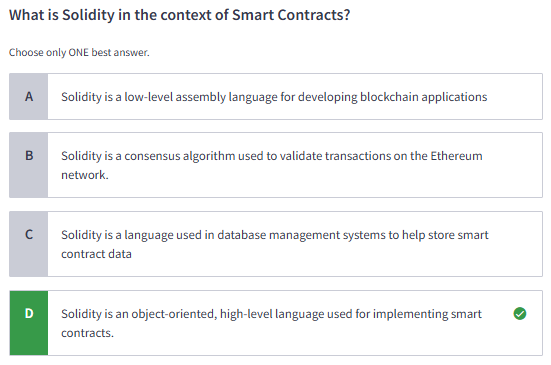 What is Solidity in the context of Smart Contracts?
Choose only ONE best answer.
A
Solidity is a low-level assembly language for developing blockchain applications
B
Solidity is a consensus algorithm used to validate transactions on the Ethereum
network.
C
Solidity is a language used in database management systems to help store smart
contract data
D
Solidity is an object-oriented, high-level language used for implementing smart
contracts.